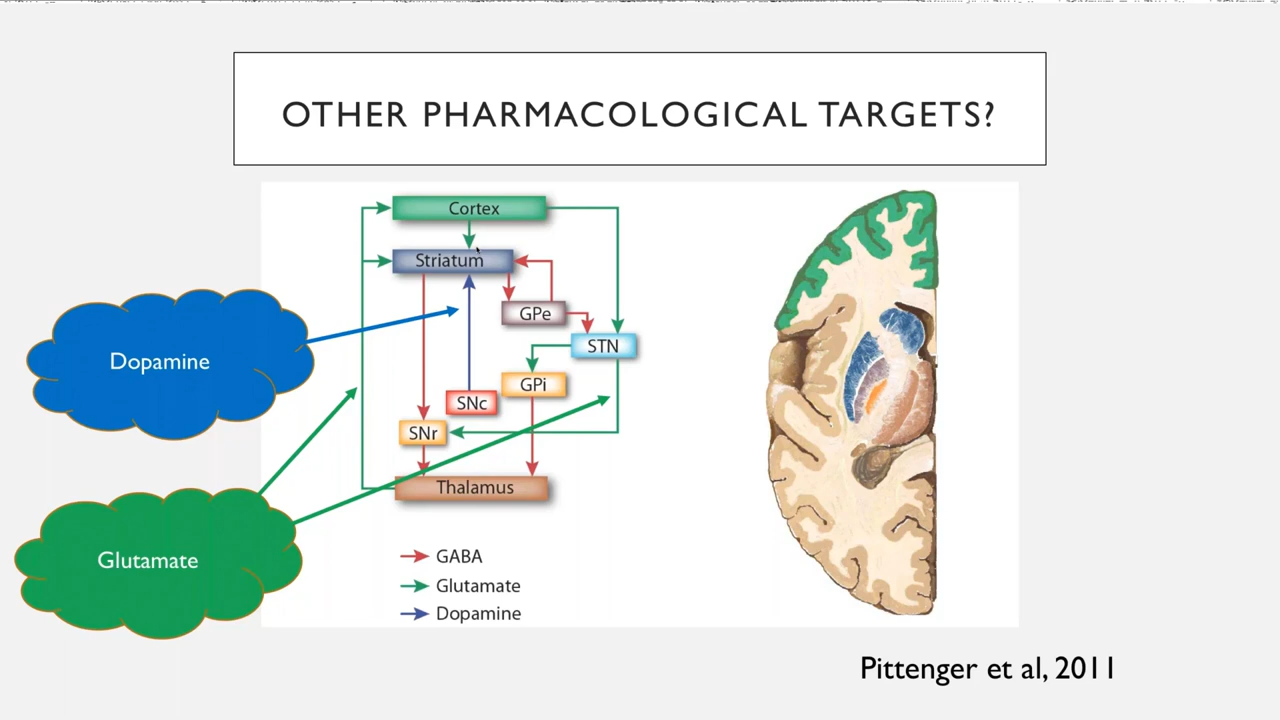 OTHER PHARMACOLOGICAL TARGETS?
Cortex
Striatum
GPe
STN
GPi
SNc
SNr
Thalamus
Dopamine
Glutamate
GABA
Glutamate
Dopamine
Pittenger et al, 2011